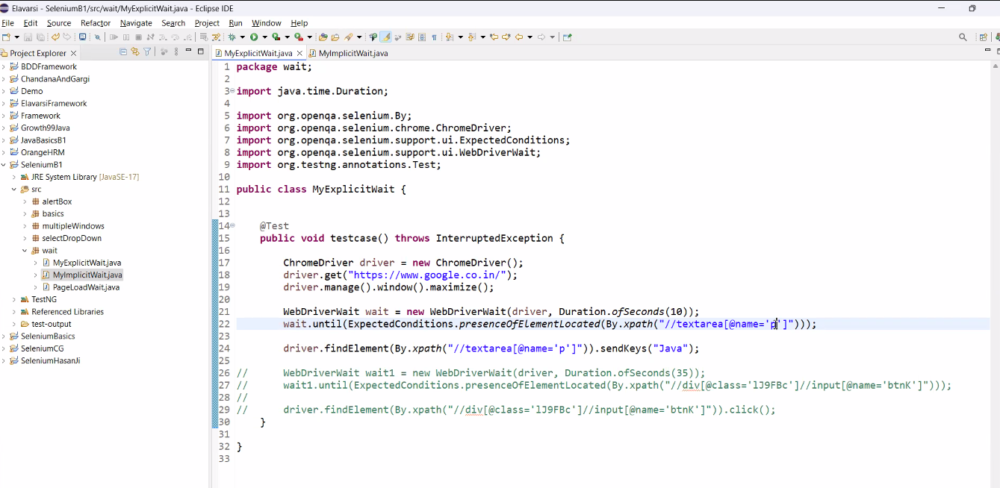 Elavarsi - SeleniumB1/src/wait/MyExplicitWait.java - Eclipse IDE
File Edit Source Refactor Navigate Search Project Run Window Help
Project Explorer
MyExplicitWait.java
MyImplicitWait.java
BDDFramework
ChandanaAndGargi
Demo
ElavarsiFramework
Framework
Growth99Java
JavaBasicsB1
OrangeHRM
SeleniumB1
JRE System Library [JavaSE-17]
src
alertBox
basics
multipleWindows
selectDropDown
wait
MyExplicitWait.java
MyImplicitWait.java
PageLoadWait.java
TestNG
Referenced Libraries
test-output
SeleniumBasics
SeleniumCG
SeleniumHasanJi
1 package wait;
2
3 import java.time.Duration;
4
5 import org.openqa.selenium.By;
6 import org.openqa.selenium.chrome.ChromeDriver;
7 import org.openqa.selenium.support.ui.ExpectedConditions;
8 import org.openqa.selenium.support.ui.WebDriverWait;
9 import org.testng.annotations.Test;
10
11 public class MyExplicitWait {
12
13
14 @Test
15 public void testcase() throws InterruptedException {
16
17 ChromeDriver driver = new ChromeDriver();
18 driver.get("https://www.google.co.in/");
19 driver.manage().window().maximize();
20
21 WebDriverWait wait = new WebDriverWait(driver, Duration.ofSeconds(10));
22 wait.until(ExpectedConditions.presenceOfElementLocated(By.xpath("//textarea[@name='p']")));
23
24 driver.findElement(By.xpath("//textarea[@name='p']")).sendKeys("Java");
25
26 // WebDriverWait wait1 = new WebDriverWait(driver, Duration.ofSeconds(35));
27 // wait1.until(ExpectedConditions.presenceOfElementLocated(By.xpath("//div[@class='lJ9FBc']//input[@name='btnK']")));
28 //
29 // driver.findElement(By.xpath("//div[@class='lJ9FBc']//input[@name='btnK']")).click();
30 }
31
32 }
33